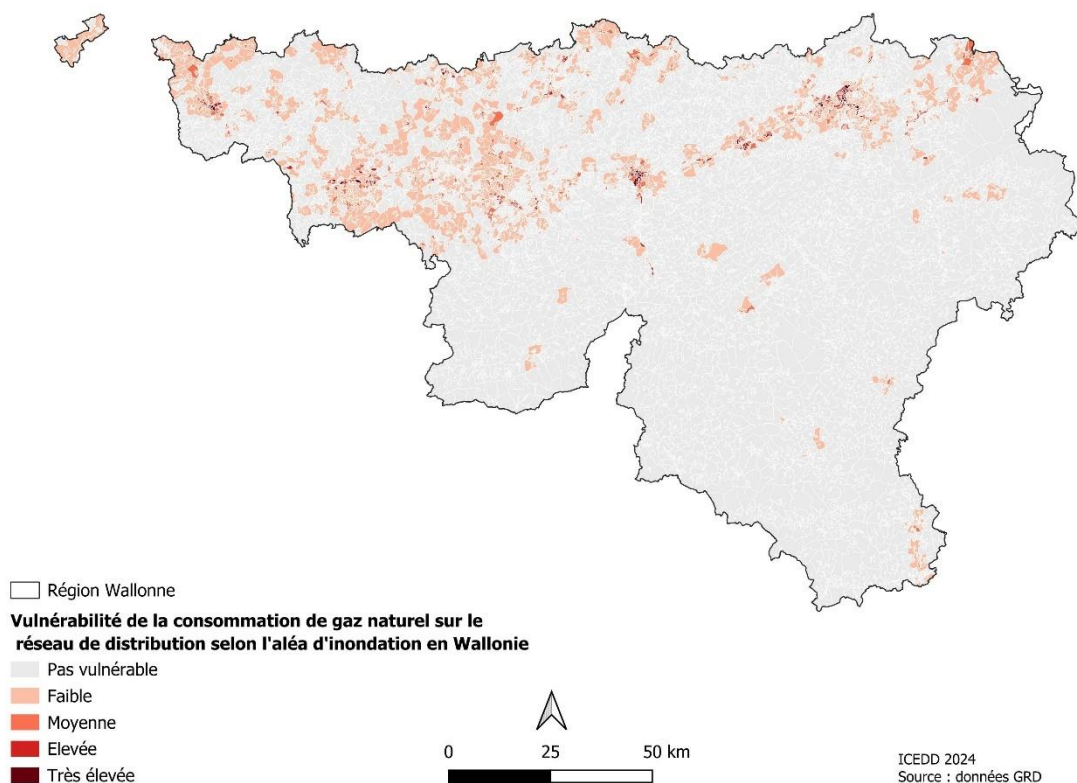 Région Wallonne
Vulnérabilité de la consommation de gaz naturel sur le
réseau de distribution selon l'aléa d'inondation en Wallonie
Pas vulnérable
Faible
Moyenne
Elevée
Très élevée
0 25 50 km
ICEDD 2024
Source : données GRD